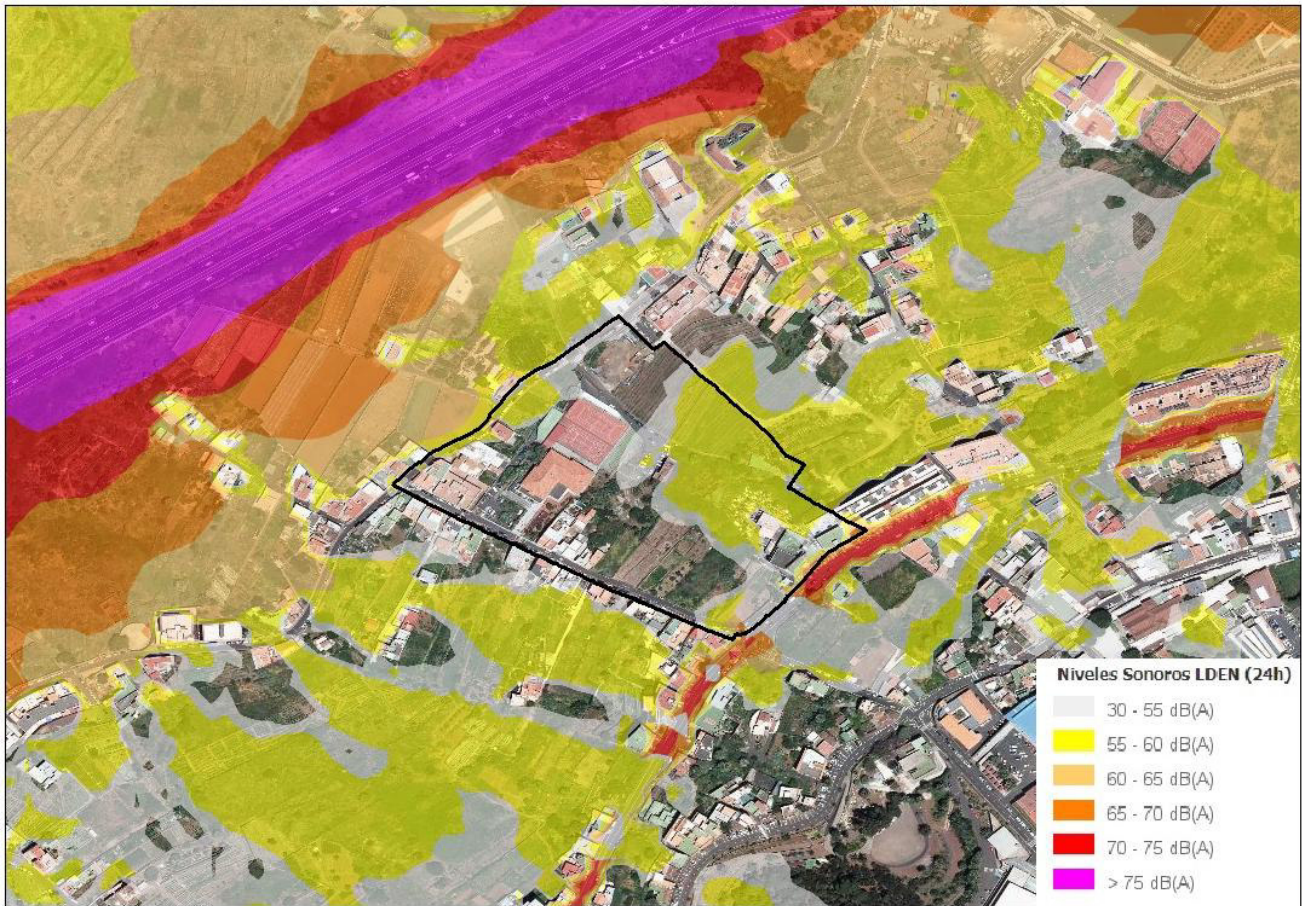 Niveles Sonoros LDEN (24h)
30 - 55 dB(A)
55 - 60 dB(A)
60 - 65 dB(A)
65 - 70 dB(A)
70 - 75 dB(A)
> 75 dB(A)